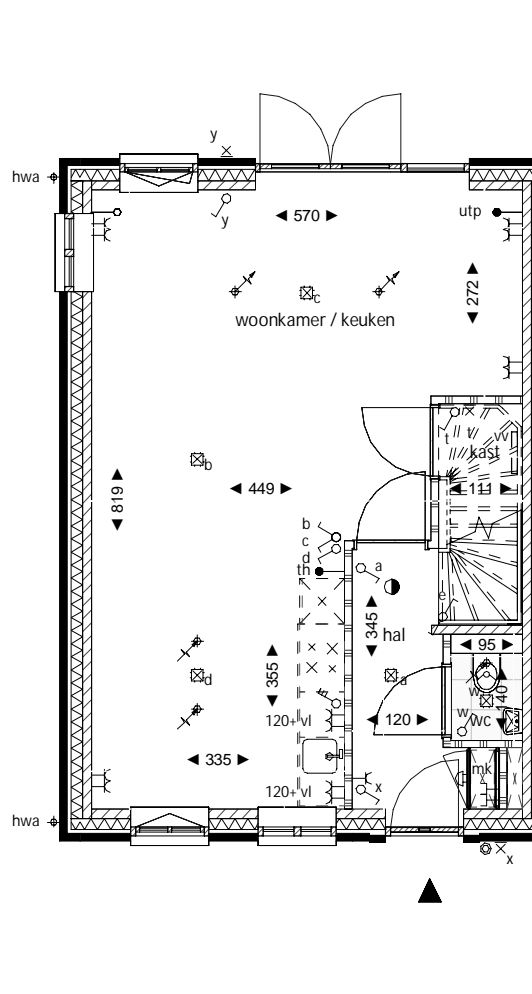 y
hwa
y
570
utp
272
c
woonkamer / keuken
t
t
vv
kast
b
449
111
819
b
c
d
th
a
e
345
hal
95
355
d
a
w
140
120+ vl
120
w
wc
335
mk
120+ vl
x
hwa
x